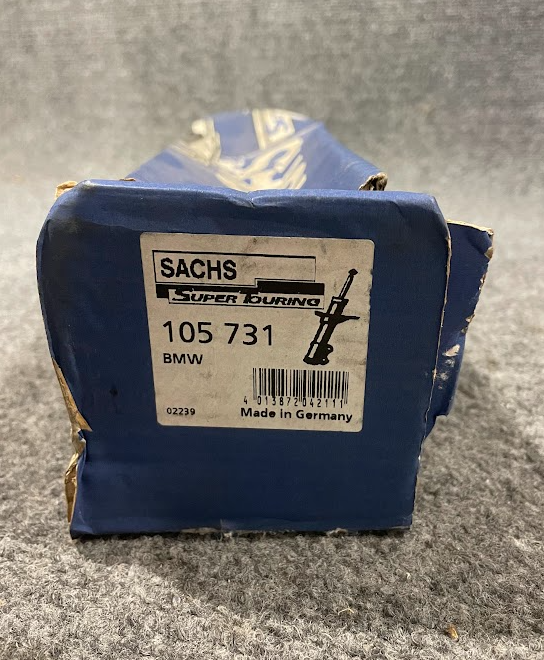 SACHS
SUPER TOURING
105 731
BMW
4 013872 042111
02239
Made in Germany